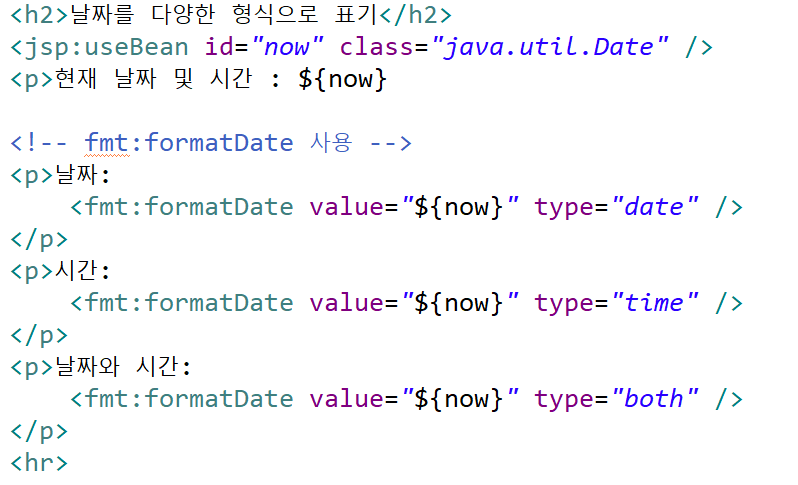 <h2>날짜를 다양한 형식으로 표기</h2>
<jsp:useBean id="now" class="java.util.Date" />
<p>현재 날짜 및 시간 : ${now}
<!-- fmt:formatDate 사용 -->
<p>날짜:
<fmt:formatDate value="${now}" type="date" />
</p>
<p>시간:
<fmt:formatDate value="${now}" type="time" />
</p>
<p>날짜와 시간:
<fmt:formatDate value="${now}" type="both" />
</p>
<hr>